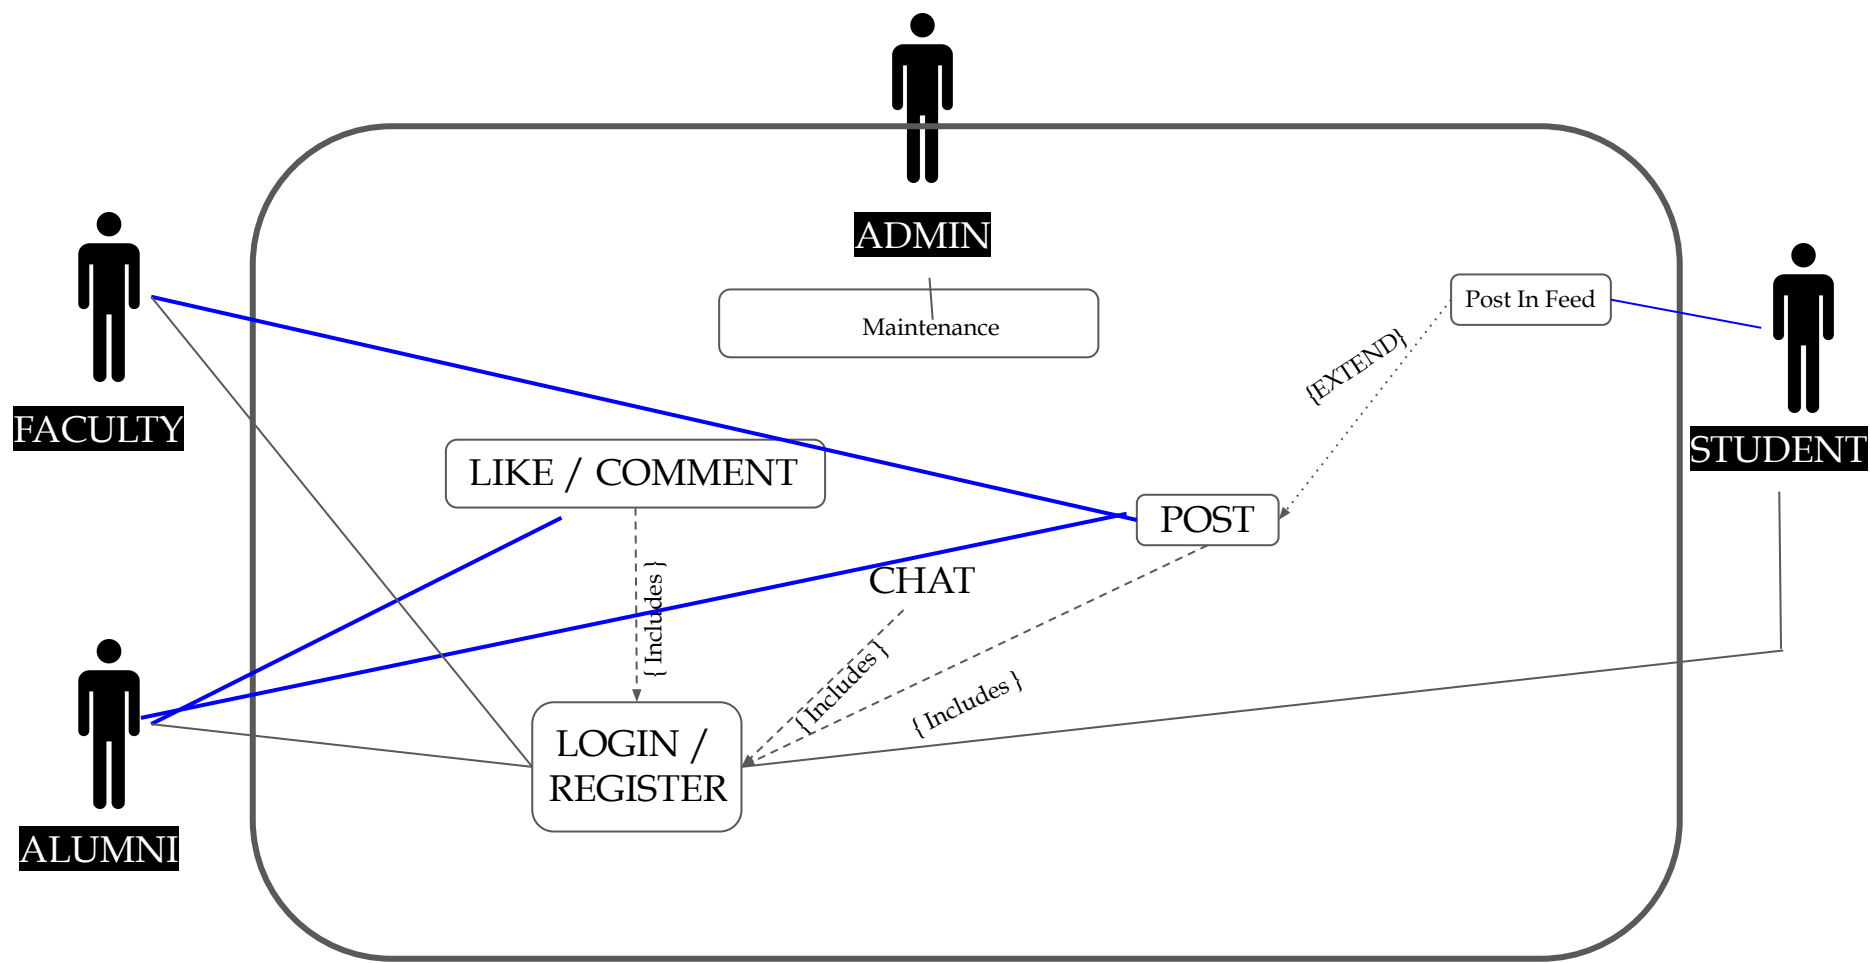 ADMIN
FACULTY
Maintenance
Post In Feed
{EXTEND}
STUDENT
LIKE / COMMENT
POST
CHAT
{ Includes }
{ Includes }
{ Includes }
LOGIN /
REGISTER
ALUMNI